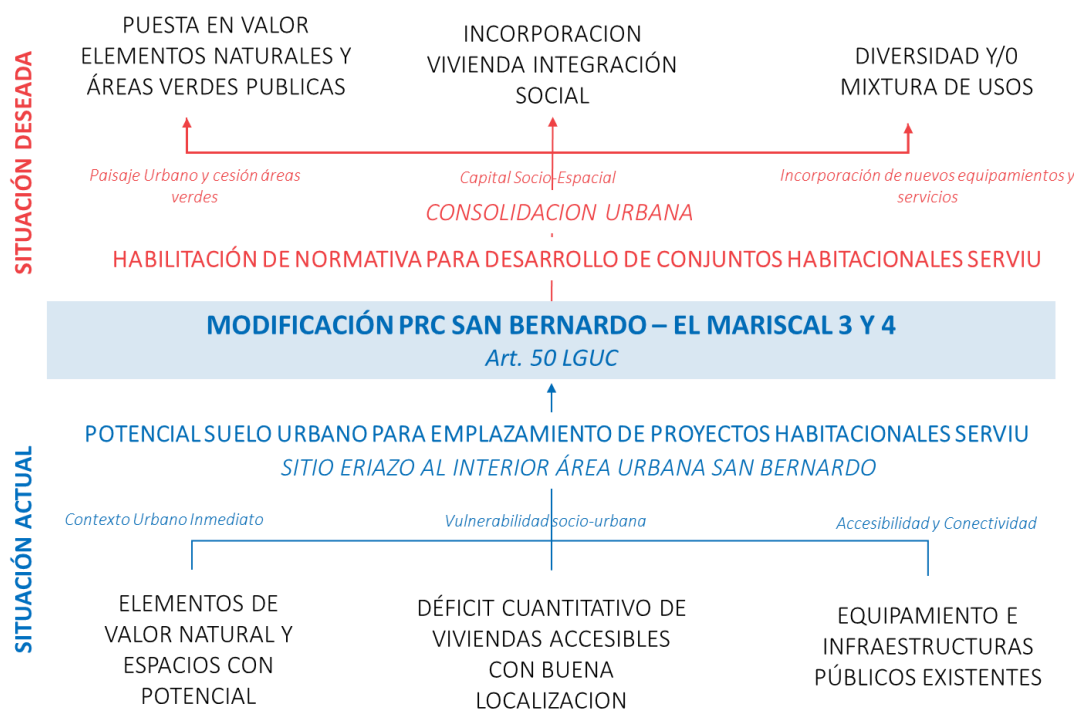 SITUACIÓN DESEADA
PUESTA EN VALOR
ELEMENTOS NATURALES Y
ÁREAS VERDES PUBLICAS
INCORPORACION
VIVIENDA INTEGRACIÓN
SOCIAL
DIVERSIDAD Y/0
MIXTURA DE USOS
Paisaje Urbano y cesión áreas
verdes
Capital Socio-Espacial
Incorporación de nuevos equipamientos y
servicios
CONSOLIDACION URBANA
HABILITACIÓN DE NORMATIVA PARA DESARROLLO DE CONJUNTOS HABITACIONALES SERVIU
MODIFICACIÓN PRC SAN BERNARDO – EL MARISCAL 3 Y 4
Art. 50 LGUC
SITUACIÓN ACTUAL
POTENCIAL SUELO URBANO PARA EMPLAZAMIENTO DE PROYECTOS HABITACIONALES SERVIU
SITIO ERIAZO AL INTERIOR ÁREA URBANA SAN BERNARDO
Contexto Urbano Inmediato
Vulnerabilidad socio-urbana
Accesibilidad y Conectividad
ELEMENTOS DE
VALOR NATURAL Y
ESPACIOS CON
POTENCIAL
DÉFICIT CUANTITATIVO DE
VIVIENDAS ACCESIBLES
CON BUENA
LOCALIZACION
EQUIPAMIENTO E
INFRAESTRUCTURAS
PÚBLICOS EXISTENTES